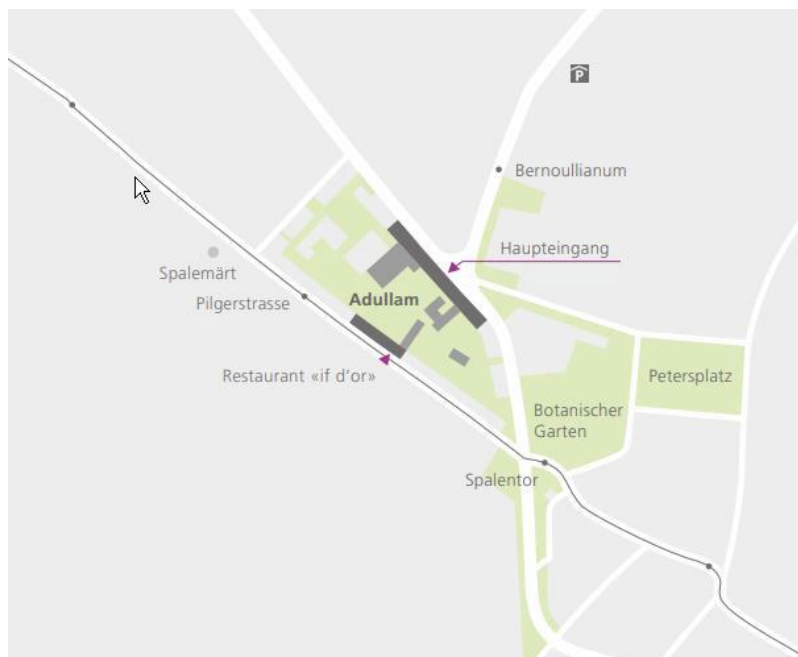 P
Bernoullianum
Haupteingang
Spalemärt
Pilgerstrasse
Adullam
Restaurant «if d’or»
Petersplatz
Botanischer
Garten
Spalentor